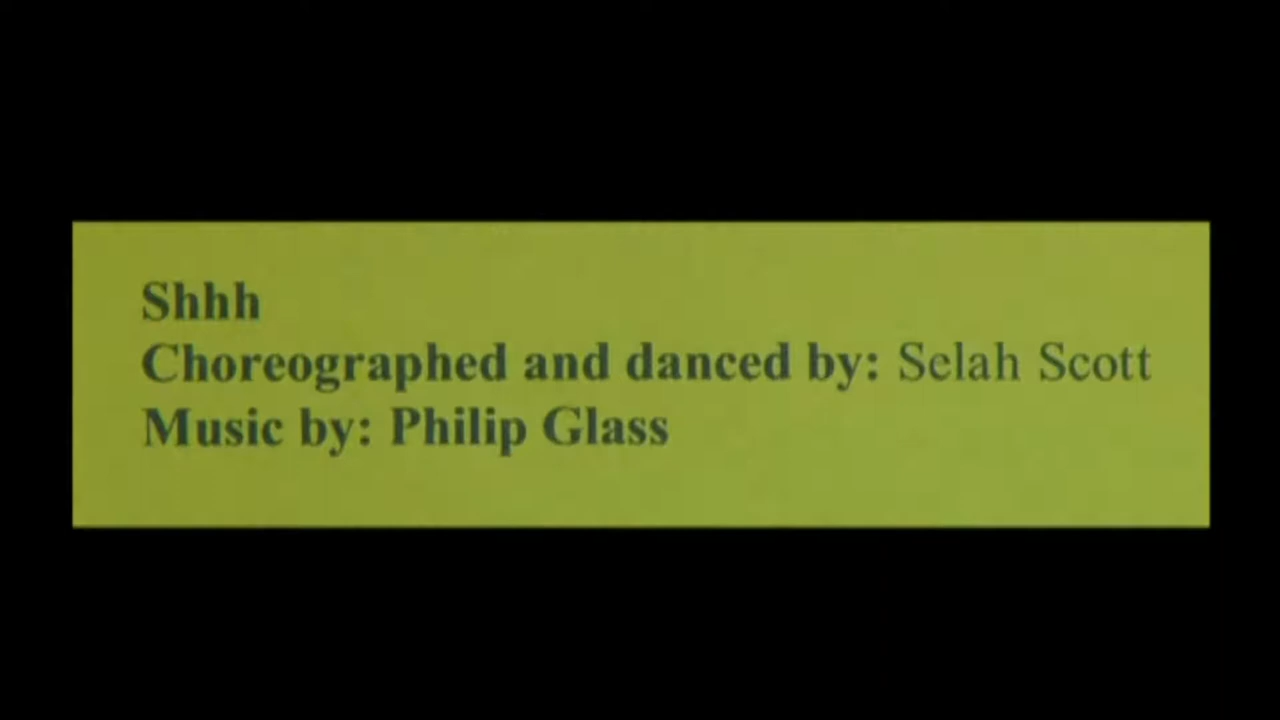 Shhh
Choreographed and danced by: Selah Scott
Music by: Philip Glass